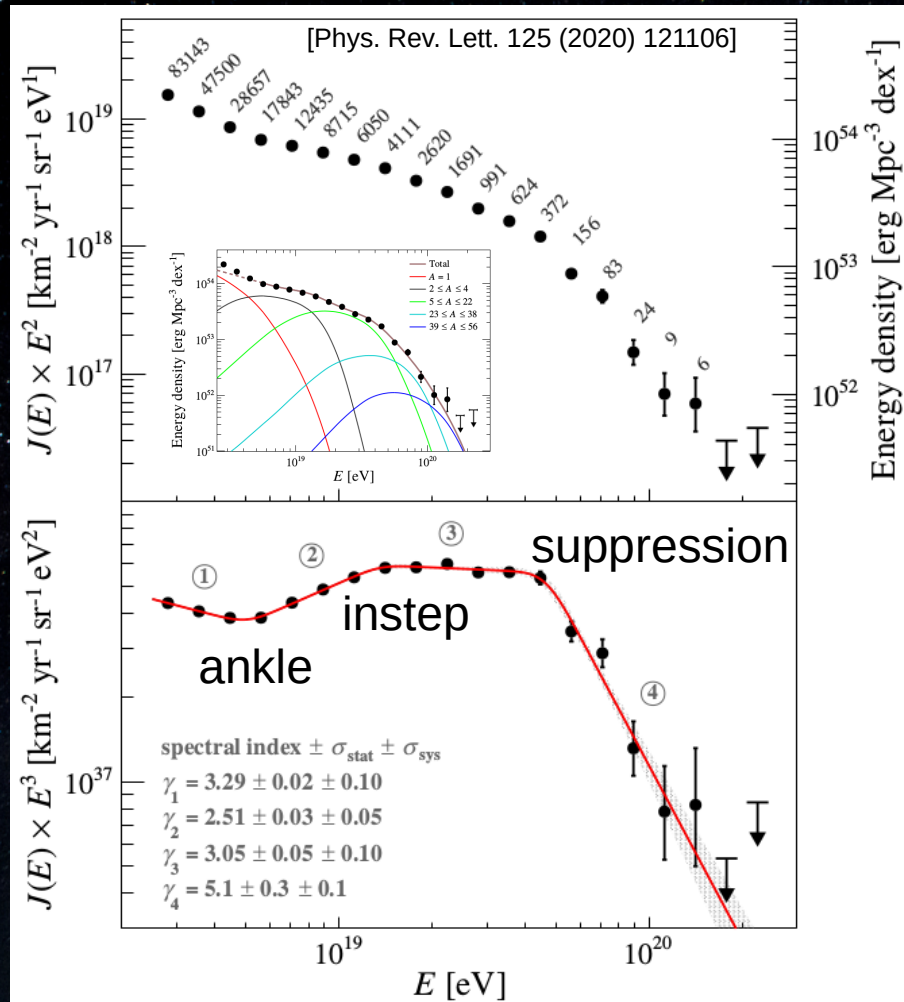 [Phys. Rev. Lett. 125 (2020) 121106]
J(E) × E² [km⁻² yr⁻¹ sr⁻¹ eV¹]
10¹⁹
10¹⁸
10¹⁷
83143
47500
28657
17843
12435
8715
6050
4111
2620
1691
991
624
372
156
83
24
9
6
Energy density [erg Mpc⁻³ dex⁻¹]
10⁵⁴
10⁵³
10⁵²
Energy density [erg Mpc⁻³ dex⁻¹]
10⁵⁴
10⁵³
10⁵²
10⁵¹
Total
A = 1
2 ≤ A ≤ 4
5 ≤ A ≤ 22
23 ≤ A ≤ 38
39 ≤ A ≤ 56
10¹⁹
10²⁰
E [eV]
J(E) × E³ [km⁻² yr⁻¹ sr⁻¹ eV²]
10³⁷
①
②
③
④
ankle
instep
suppression
spectral index ± σstat ± σsys
γ₁ = 3.29 ± 0.02 ± 0.10
γ₂ = 2.51 ± 0.03 ± 0.05
γ₃ = 3.05 ± 0.05 ± 0.10
γ₄ = 5.1 ± 0.3 ± 0.1
10¹⁹
10²⁰
E [eV]